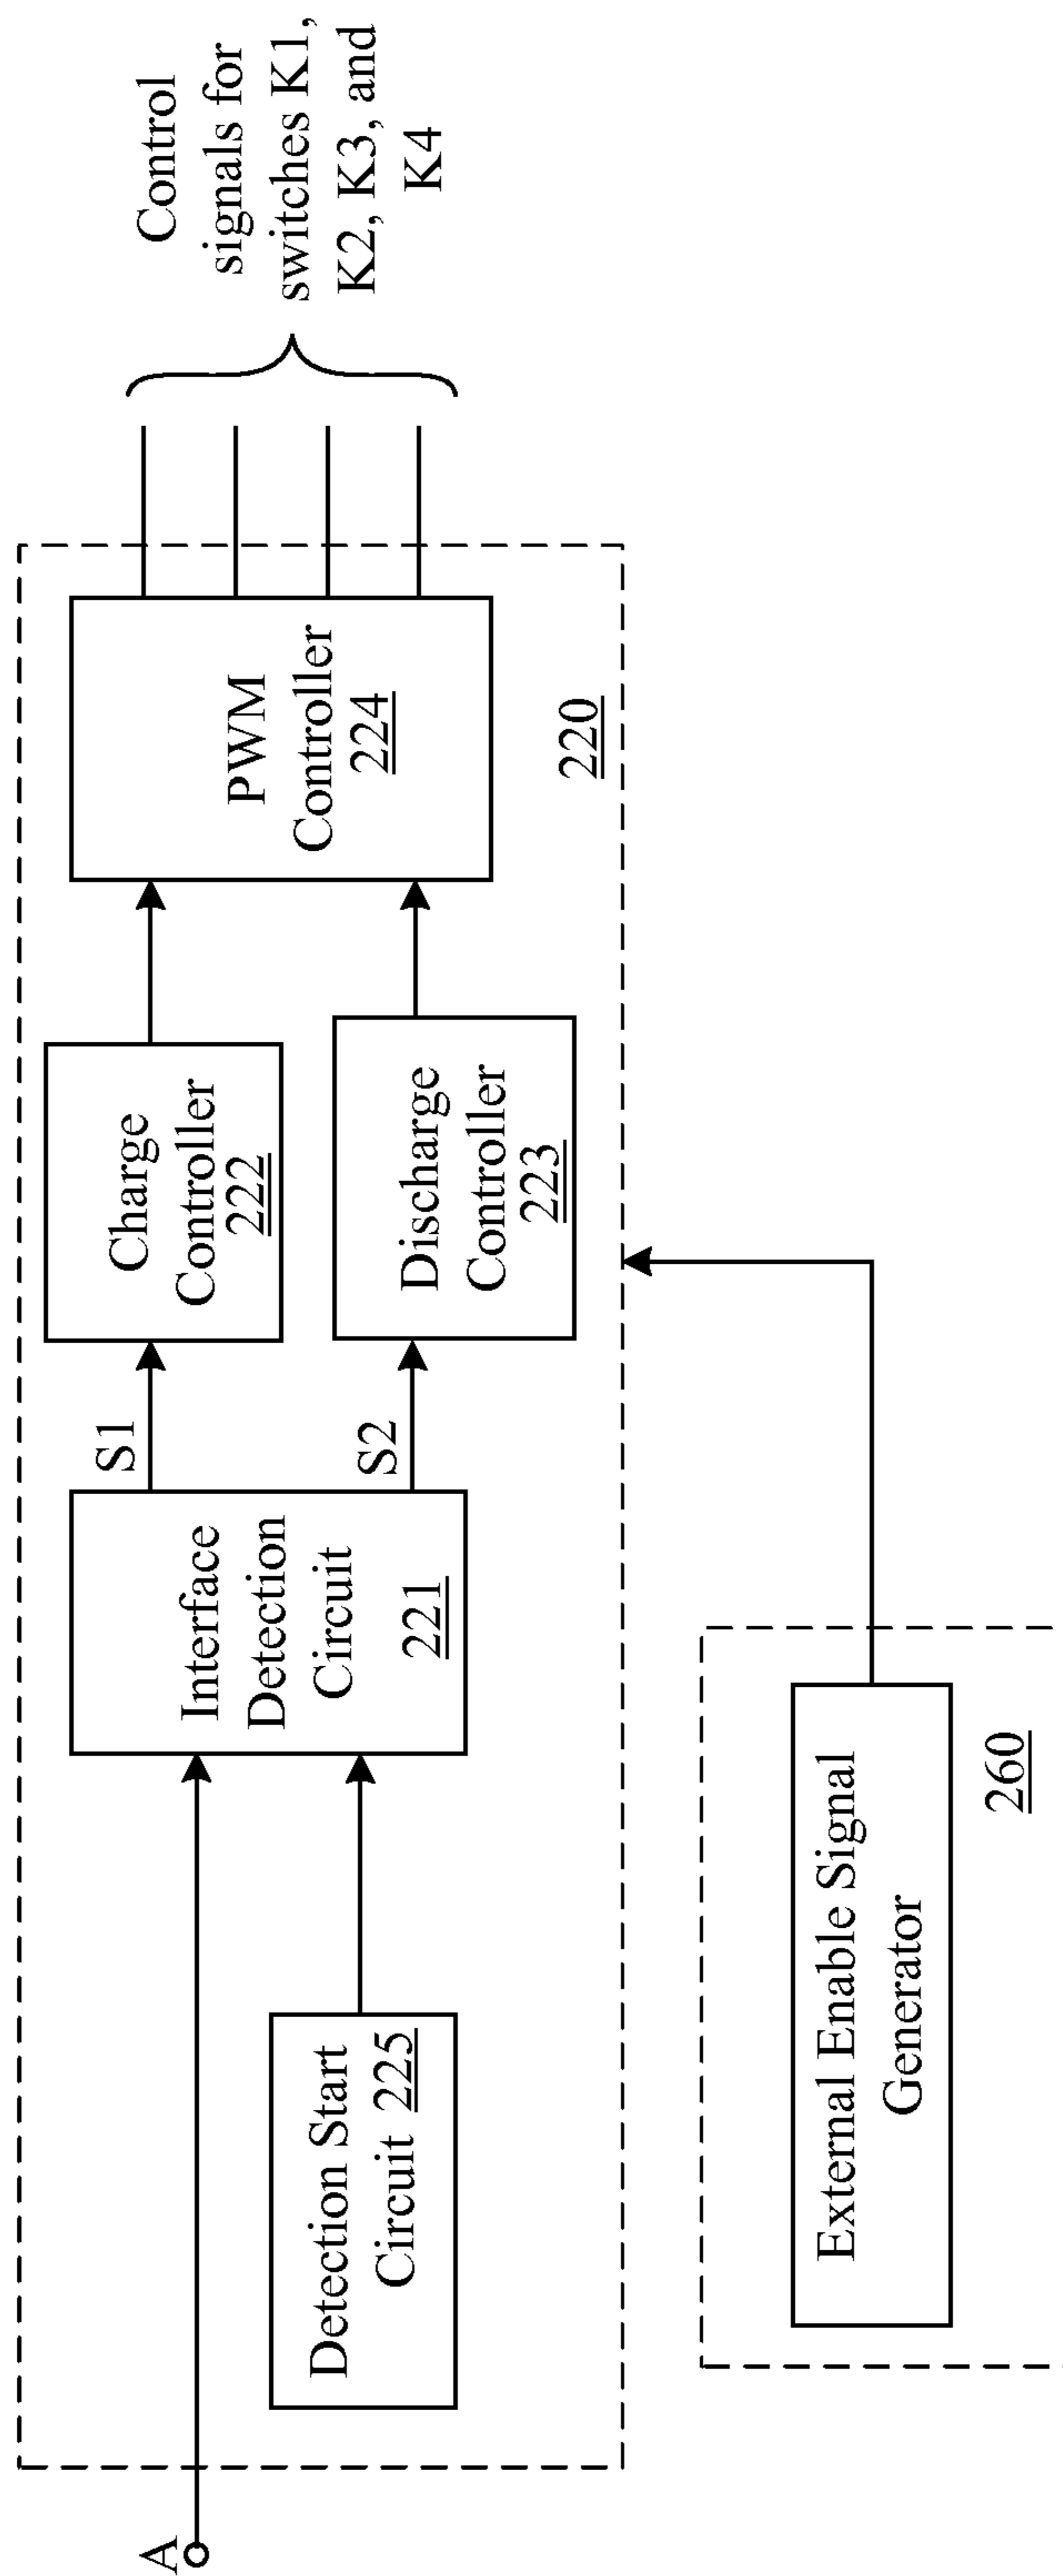 A
Detection Start
Circuit 225
Interface
Detection
Circuit
221
S1
S2
Charge
Controller
222
Discharge
Controller
223
PWM
Controller
224
220
Control
signals for
switches K1,
K2, K3, and
K4
External Enable Signal
Generator
260